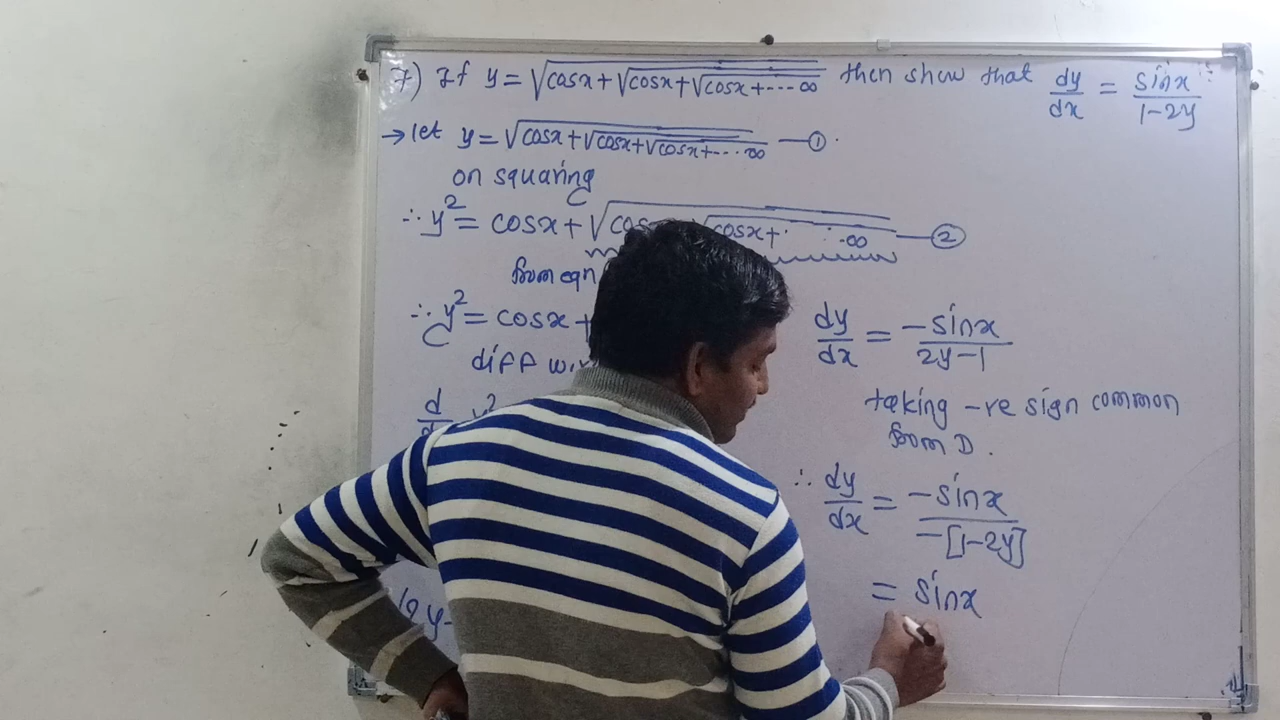 7) If y = √cosx + √cosx + √cosx + --- ∞ then show that dy/dx = sinx/1-2y
→ let y = √cosx + √cosx + √cosx + --- ∞ — ①
on squaring
∴ y² = cosx + √cos √cosx + ∞ — ②
from eqn
∴ y² = cosx +
diff w.r
d y²
2y-
dy/dx = -sinx/2y-1
taking -ve sign common
from D.
∴ dy/dx = -sinx/-[1-2y]
= sinx